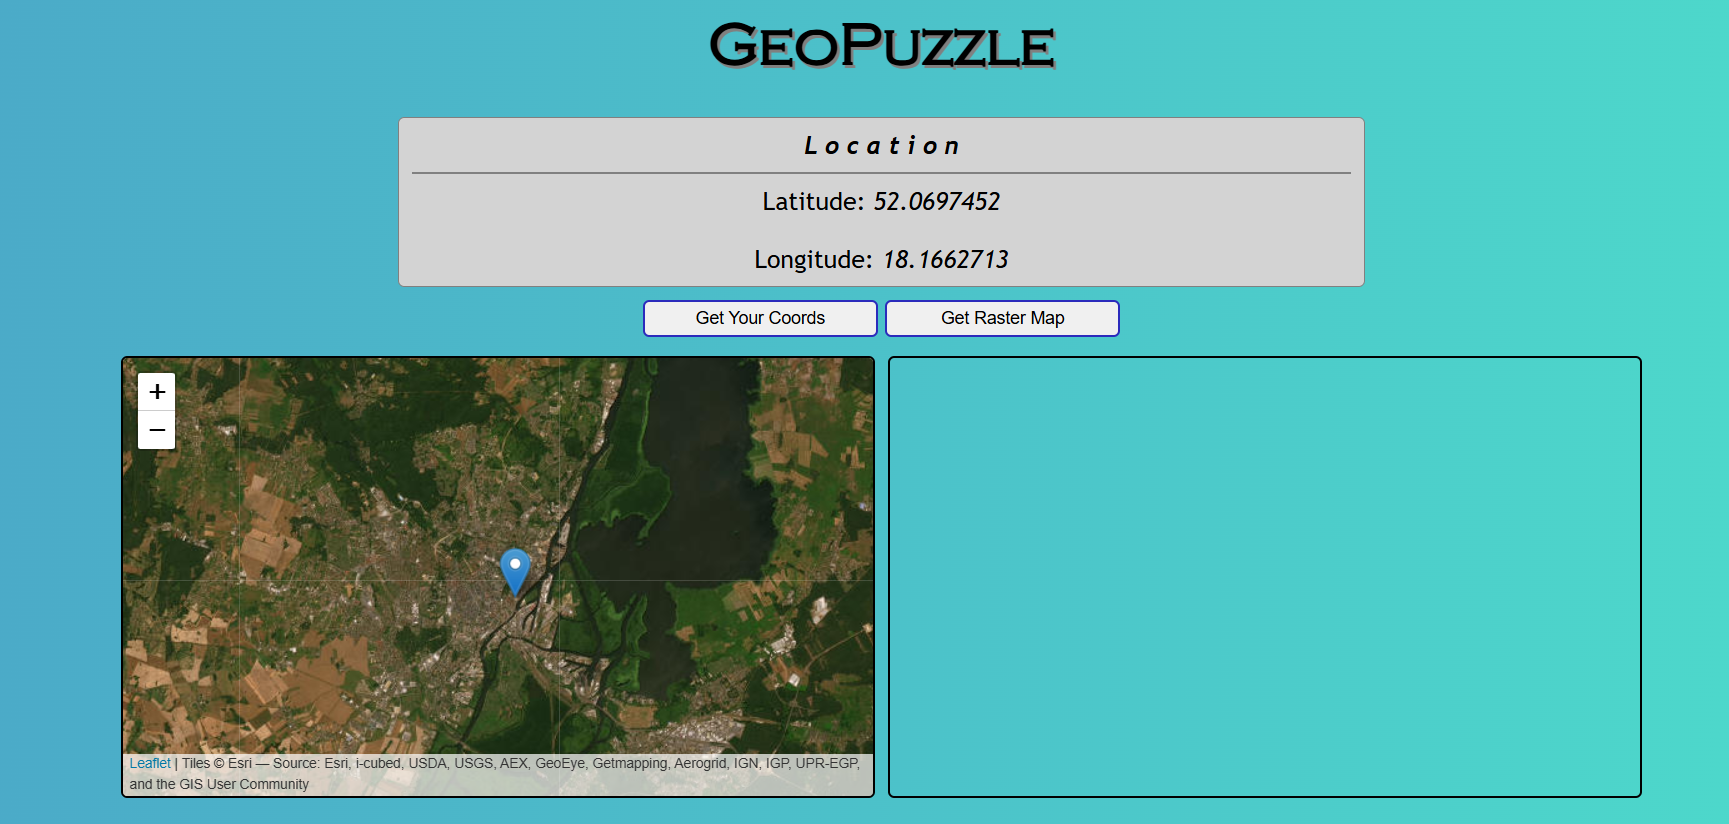 GEOPUZZLE
Location
Latitude: 52.0697452
Longitude: 18.1662713
Get Your Coords
Get Raster Map
+
−
Leaflet | Tiles © Esri — Source: Esri, i-cubed, USDA, USGS, AEX, GeoEye, Getmapping, Aerogrid, IGN, IGP, UPR-EGP,
and the GIS User Community